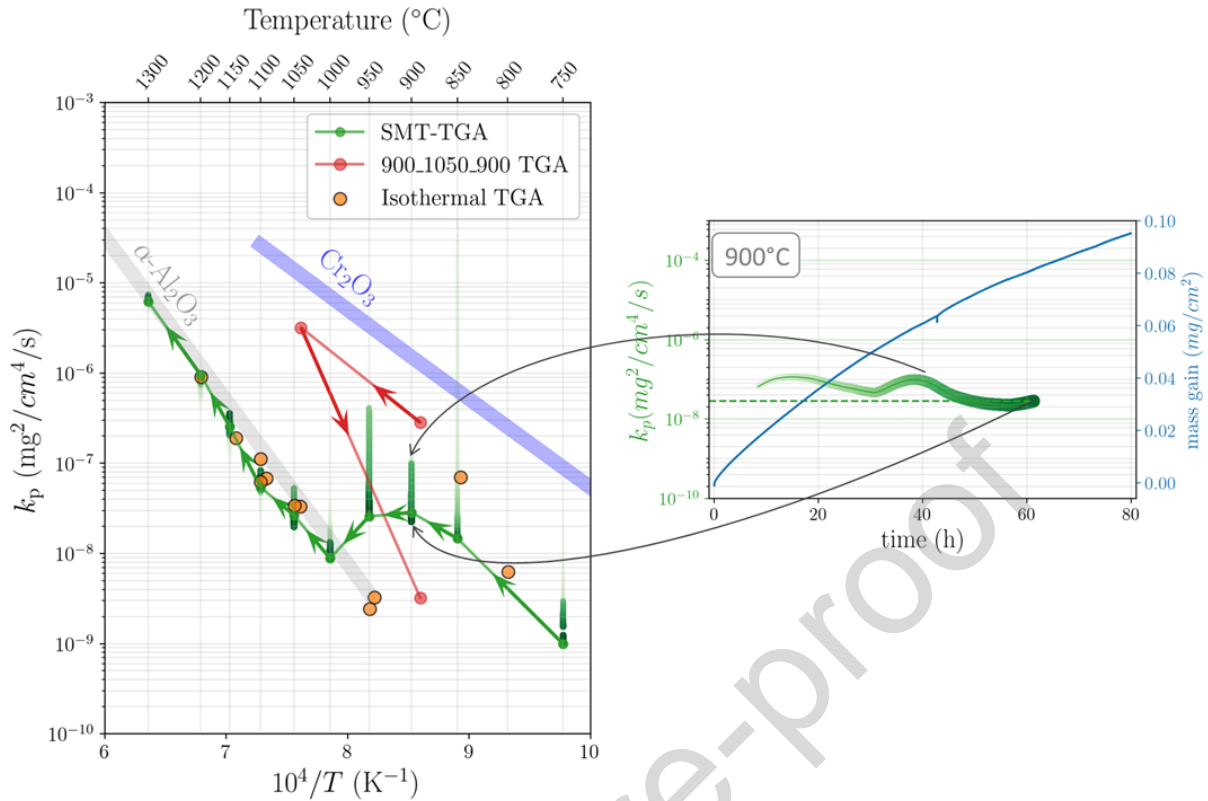 Temperature (°C)
1300 1200 1150 1100 1050 1000 950 900 850 800 750
10⁻³
10⁻⁴
10⁻⁵
10⁻⁶
10⁻⁷
10⁻⁸
10⁻⁹
10⁻¹⁰
kₚ (mg²/cm⁴/s)
SMT-TGA
900_1050_900 TGA
Isothermal TGA
α-Al₂O₃
Cr₂O₃
6 7 8 9 10
10⁴/T (K⁻¹)
900°C
10⁻⁴
10⁻⁶
10⁻⁸
10⁻¹⁰
kₚ(mg²/cm⁴/s)
0.10
0.08
0.06
0.04
0.02
0.00
mass gain (mg/cm²)
0 20 40 60 80
time (h)
re-proof